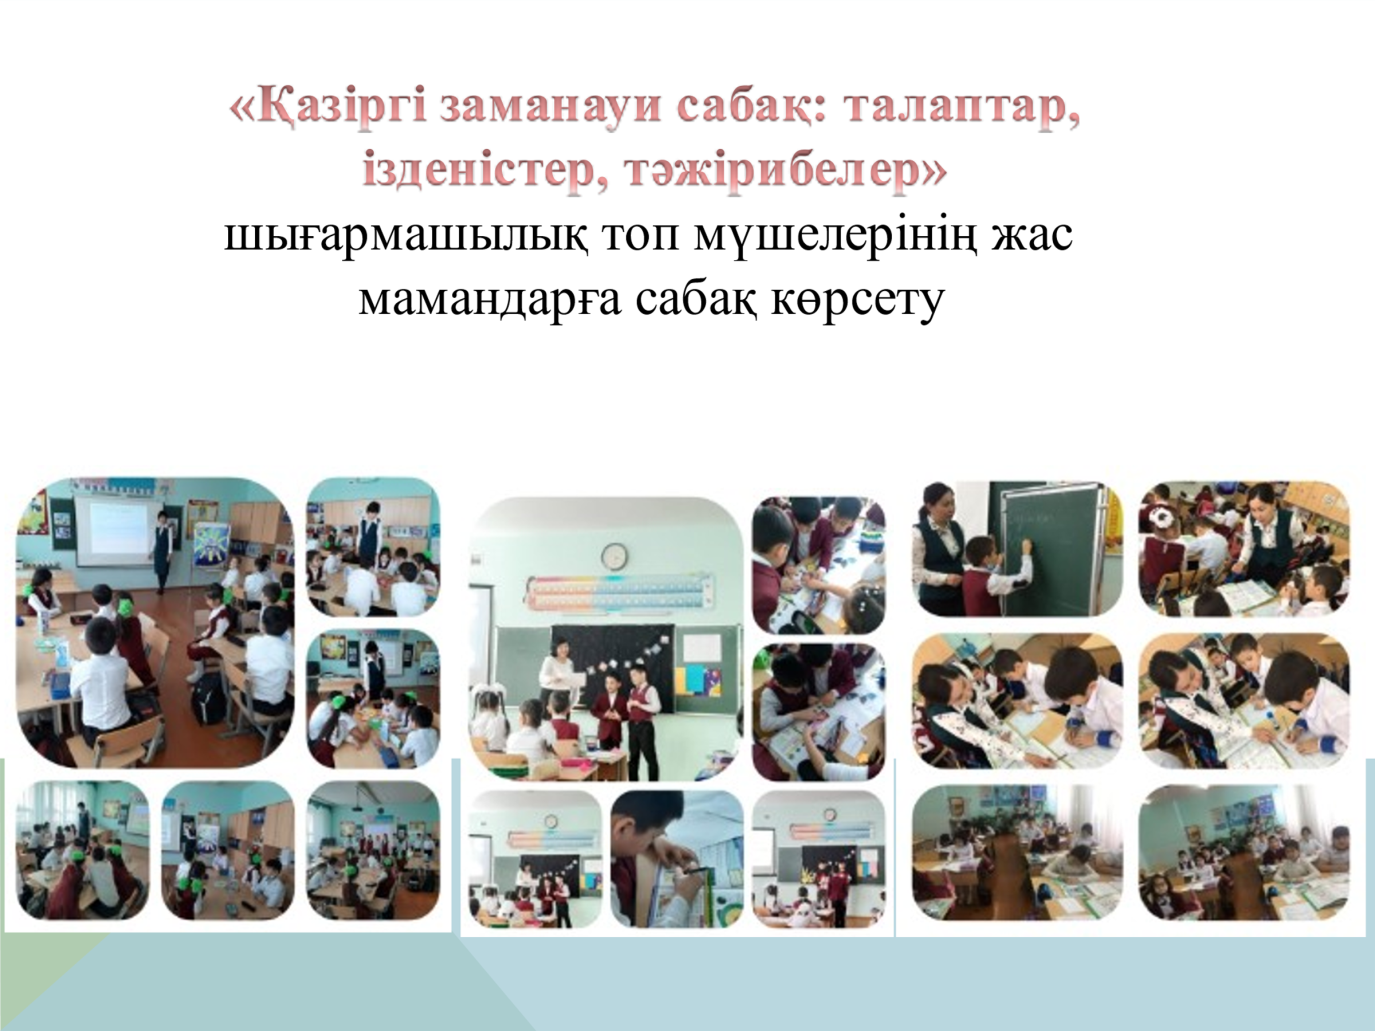 «Қазіргі заманауи сабақ: талаптар,
ізденістер, тәжірибелер»
шығармашылық топ мүшелерінің жас
мамандарға сабақ көрсету